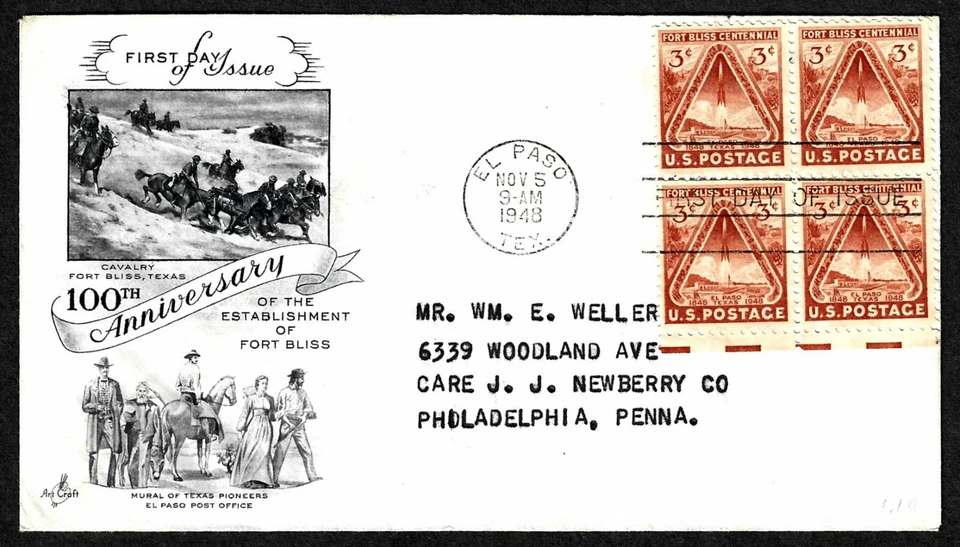 FIRST DAY
of Issue
CAVALRY
FORT BLISS, TEXAS
100TH
Anniversary
OF THE
ESTABLISHMENT
OF
FORT BLISS
Art Craft
MURAL OF TEXAS PIONEERS
EL PASO POST OFFICE
EL PASO
NOV 5
9-AM
1948
TEX.
FORT BLISS CENTENNIAL
3¢ 3¢
EL PASO
1848 TEXAS 1948
U.S.POSTAGE
FORT BLISS CENTENNIAL
3¢ 3¢
EL PASO
1848 TEXAS 1948
U.S.POSTAGE
FIRST DAY OF ISSUE
FORT BLISS CENTENNIAL
3¢ 3¢
EL PASO
1848 TEXAS 1948
U.S.POSTAGE
FORT BLISS CENTENNIAL
3¢ 3¢
EL PASO
1848 TEXAS 1948
U.S.POSTAGE
MR. WM. E. WELLER
6339 WOODLAND AVE
CARE J. J. NEWBERRY CO
PHILADELPHIA, PENNA.